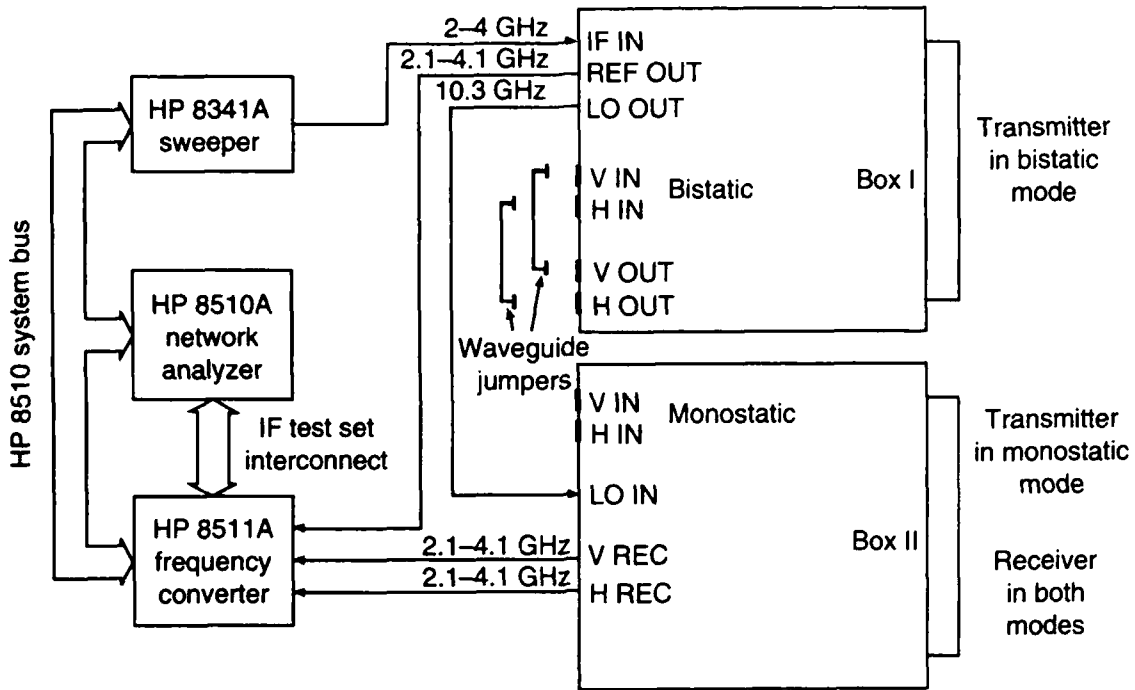 2–4 GHz
2.1–4.1 GHz
10.3 GHz
HP 8341A
sweeper
HP 8510 system bus
HP 8510A
network
analyzer
IF test set
interconnect
HP 8511A
frequency
converter
IF IN
REF OUT
LO OUT
V IN
H IN
Bistatic
Box I
V OUT
H OUT
Waveguide
jumpers
Transmitter
in bistatic
mode
V IN
H IN
Monostatic
LO IN
Box II
2.1–4.1 GHz
V REC
2.1–4.1 GHz
H REC
Transmitter
in monostatic
mode
Receiver
in both
modes